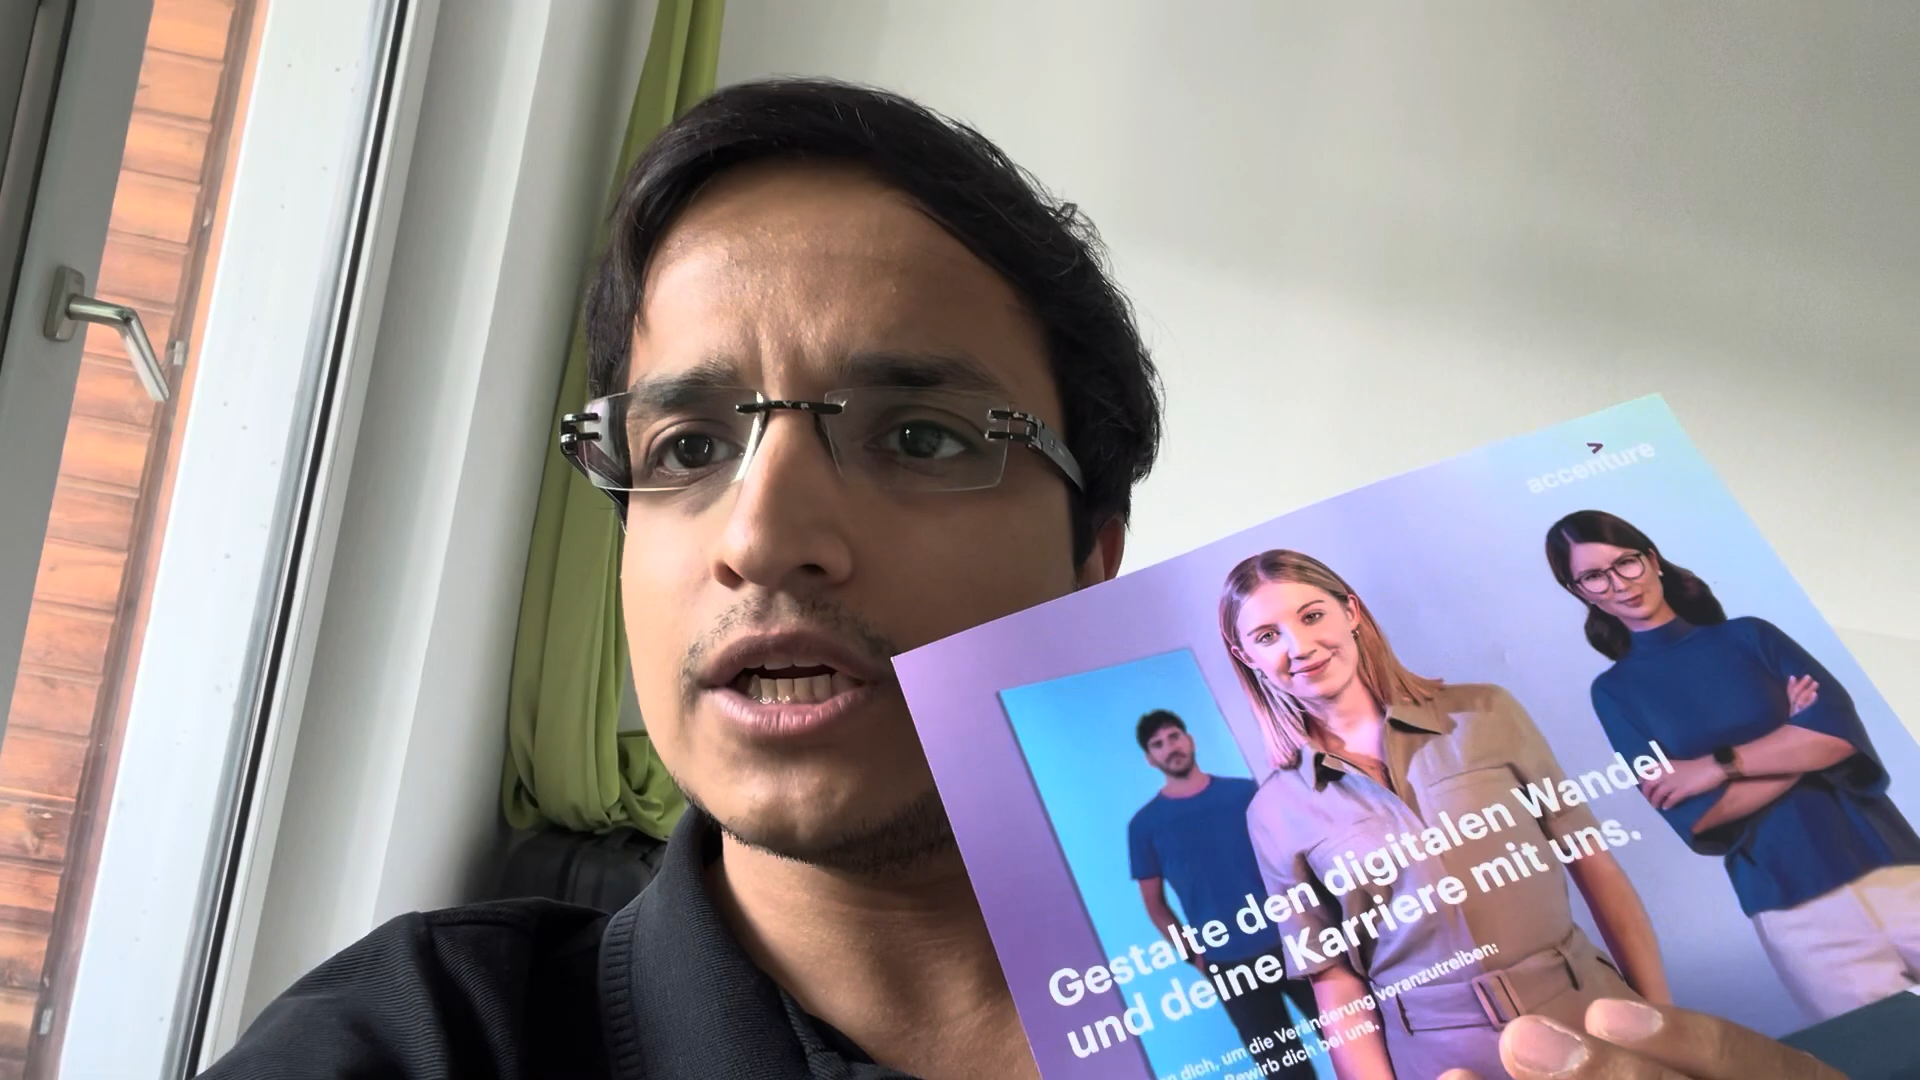 accenture
Gestalte den digitalen Wandel
und deine Karriere mit uns.
dich, um die Veränderung voranzutreiben:
Bewirb dich bei uns.